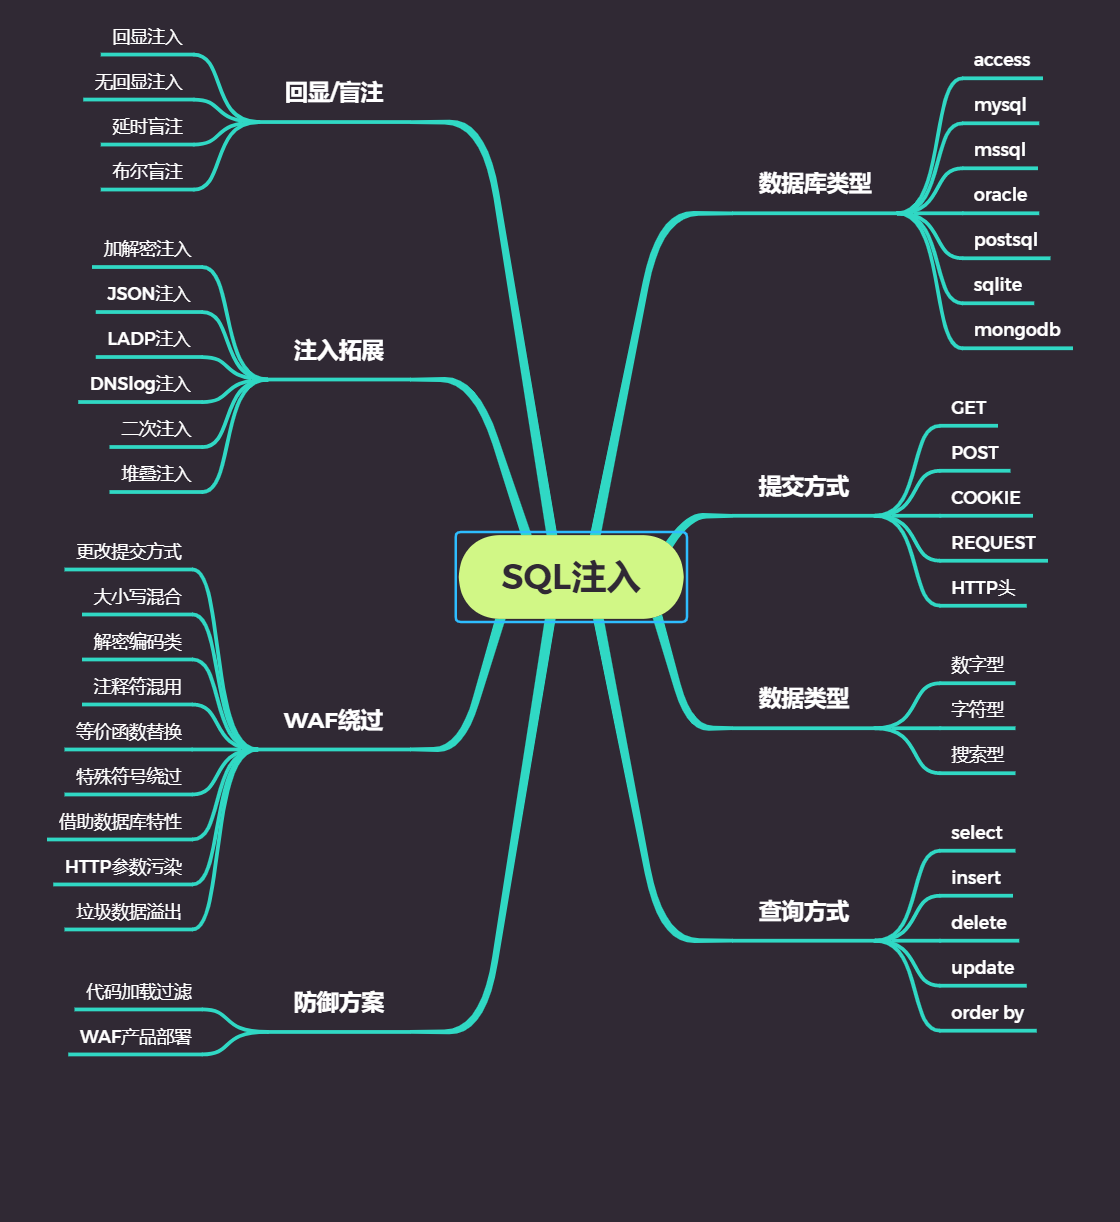 SQL注入
回显/盲注
回显注入
无回显注入
延时盲注
布尔盲注
注入拓展
加解密注入
JSON注入
LADP注入
DNSlog注入
二次注入
堆叠注入
WAF绕过
更改提交方式
大小写混合
解密编码类
注释符混用
等价函数替换
特殊符号绕过
借助数据库特性
HTTP参数污染
垃圾数据溢出
防御方案
代码加载过滤
WAF产品部署
数据库类型
access
mysql
mssql
oracle
postsql
sqlite
mongodb
提交方式
GET
POST
COOKIE
REQUEST
HTTP头
数据类型
数字型
字符型
搜索型
查询方式
select
insert
delete
update
order by